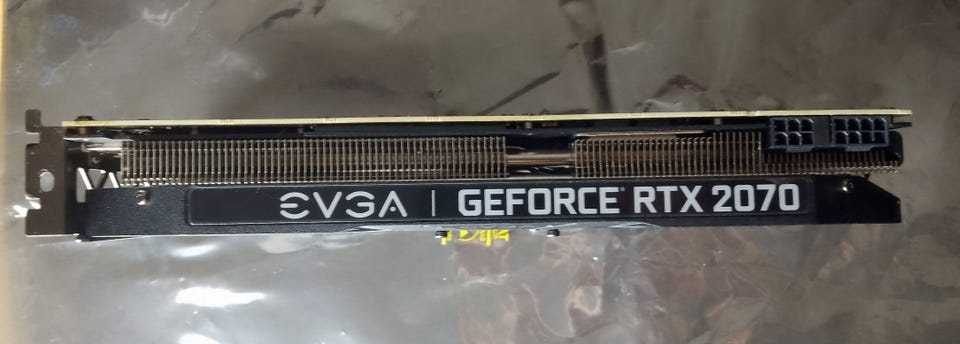 EVGA | GEFORCE® RTX 2070